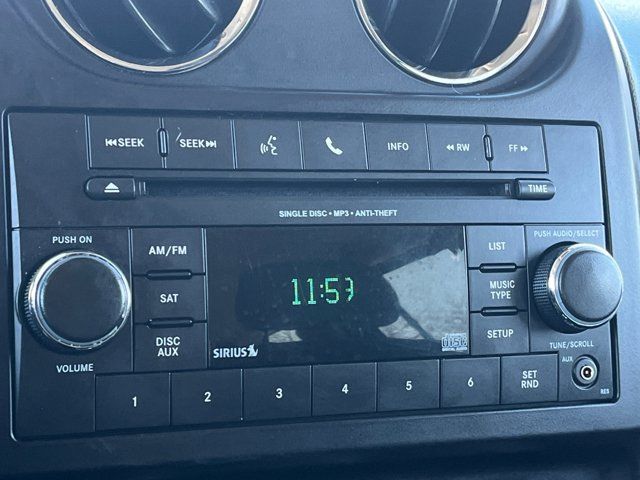 SEEK SEEK INFO RW FF
TIME
SINGLE DISC • MP3 • ANTI-THEFT
PUSH ON AM/FM LIST PUSH AUDIO/SELECT
SAT 11:53 MUSIC TYPE
DISC AUX SETUP
SIRIUS DISC
VOLUME TUNE/SCROLL
1 2 3 4 5 6 SET RND AUX
RES